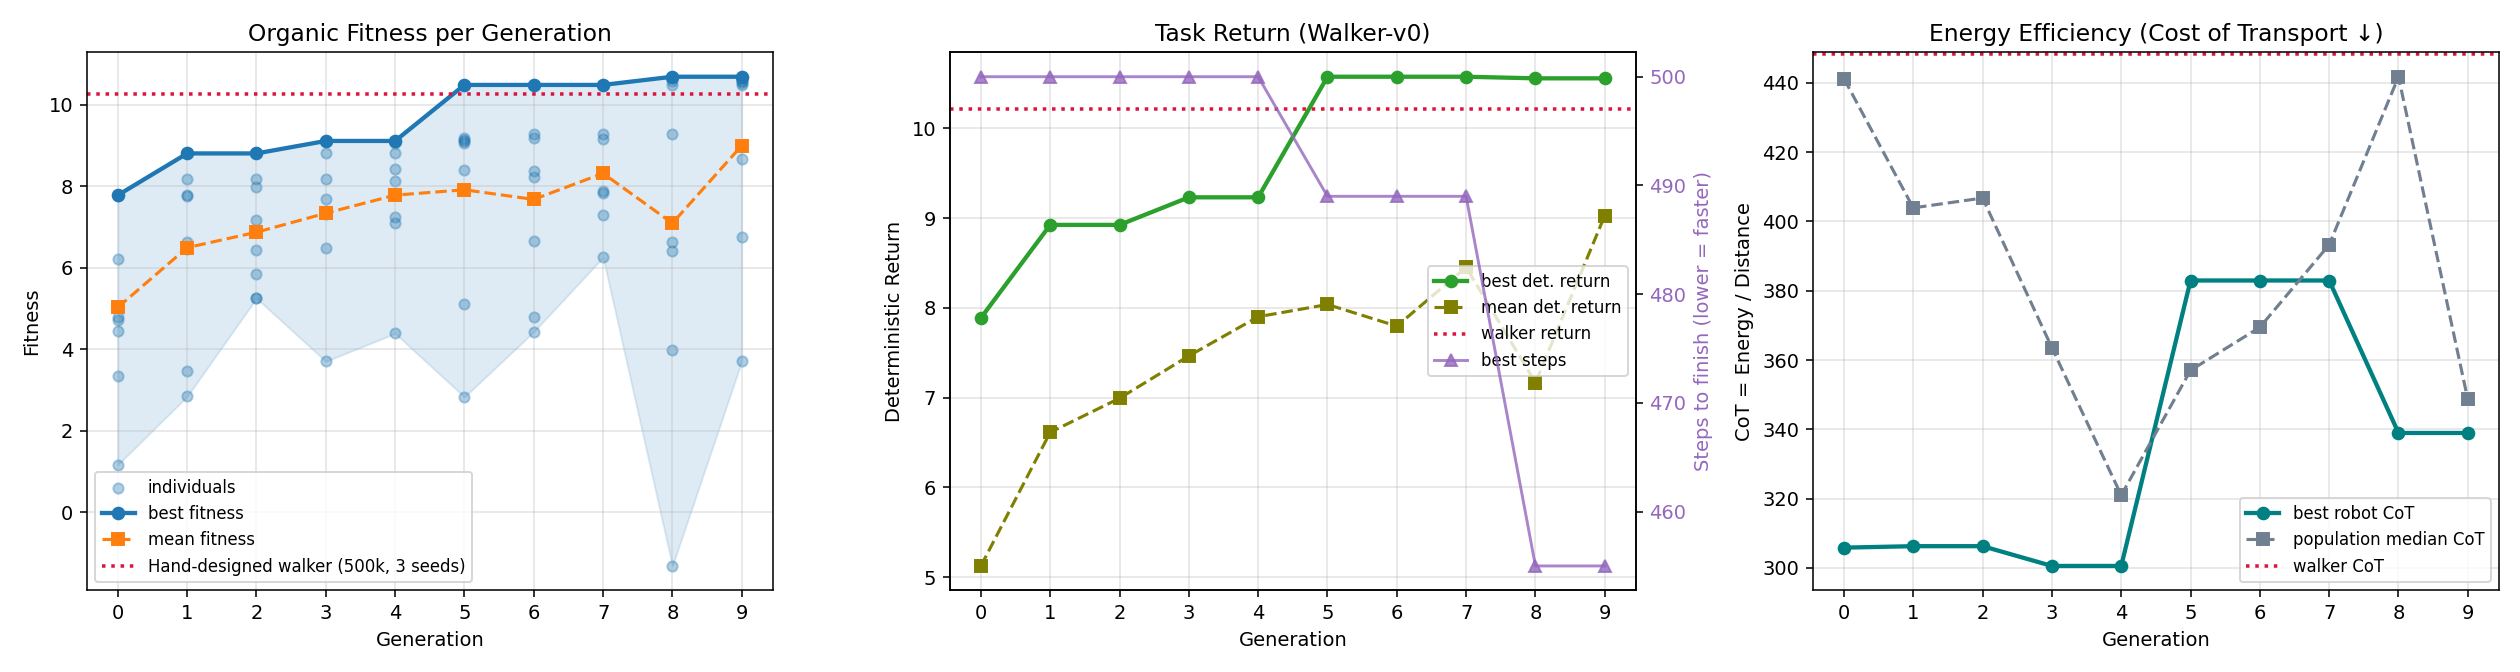 Organic Fitness per Generation
Fitness
10
8
6
4
2
0
individuals
best fitness
mean fitness
Hand-designed walker (500k, 3 seeds)
0 1 2 3 4 5 6 7 8 9
Generation
Task Return (Walker-v0)
Deterministic Return
10
9
8
7
6
5
best det. return
mean det. return
walker return
best steps
500
490
480
470
460
Steps to finish (lower = faster)
0 1 2 3 4 5 6 7 8 9
Generation
Energy Efficiency (Cost of Transport ↓)
CoT = Energy / Distance
440
420
400
380
360
340
320
300
best robot CoT
population median CoT
walker CoT
0 1 2 3 4 5 6 7 8 9
Generation